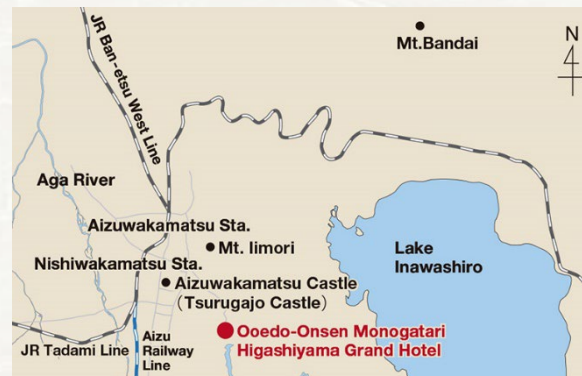 Mt.Bandai
N
JR Ban-etsu West Line
Aga River
Aizuwakamatsu Sta.
Mt. Iimori
Nishiwakamatsu Sta.
Aizuwakamatsu Castle
(Tsurugajo Castle)
Lake
Inawashiro
Ooedo-Onsen Monogatari
Higashiyama Grand Hotel
JR Tadami Line
Aizu
Railway
Line